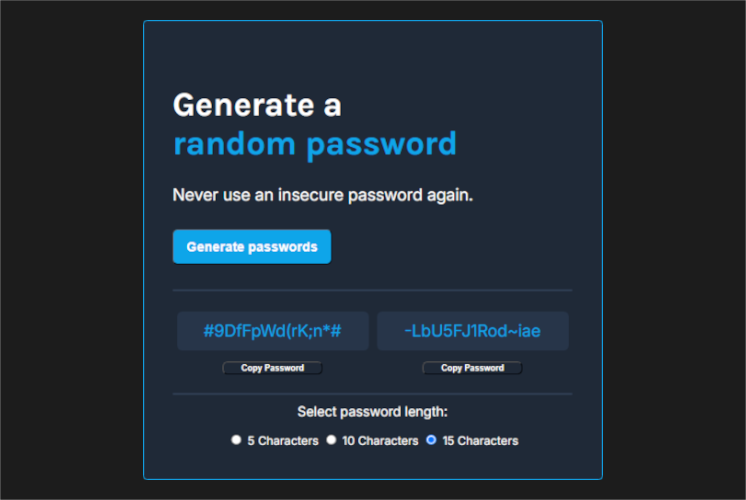 Generate a
random password
Never use an insecure password again.
Generate passwords
#9DfFpWd(rK;n*# -LbU5FJ1Rod~iae
Copy Password Copy Password
Select password length:
5 Characters 10 Characters 15 Characters